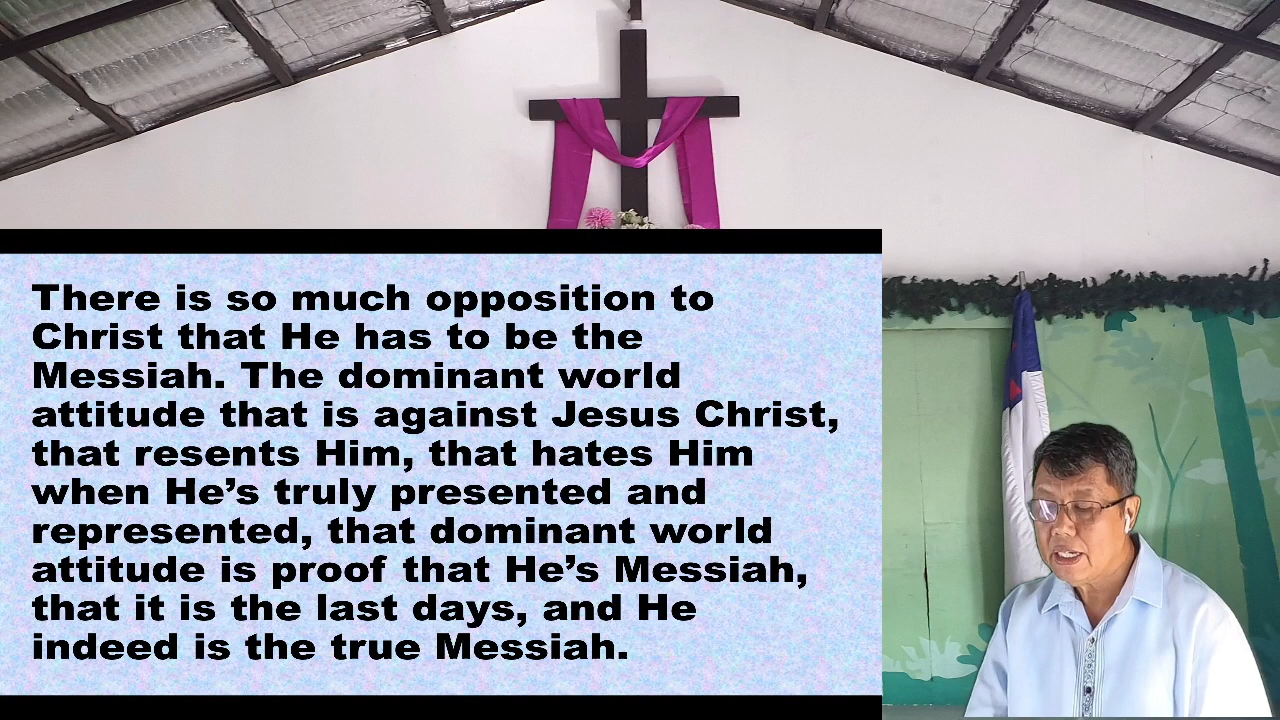 There is so much opposition to
Christ that He has to be the
Messiah. The dominant world
attitude that is against Jesus Christ,
that resents Him, that hates Him
when He’s truly presented and
represented, that dominant world
attitude is proof that He’s Messiah,
that it is the last days, and He
indeed is the true Messiah.